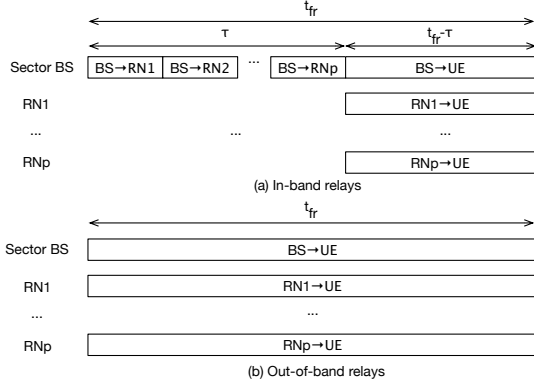 t_fr
τ t_fr-τ
Sector BS BS→RN1 BS→RN2 ... BS→RNp BS→UE
RN1 RN1→UE
... ... ...
RNp RNp→UE
(a) In-band relays
t_fr
Sector BS BS→UE
RN1 RN1→UE
... ...
RNp RNp→UE
(b) Out-of-band relays